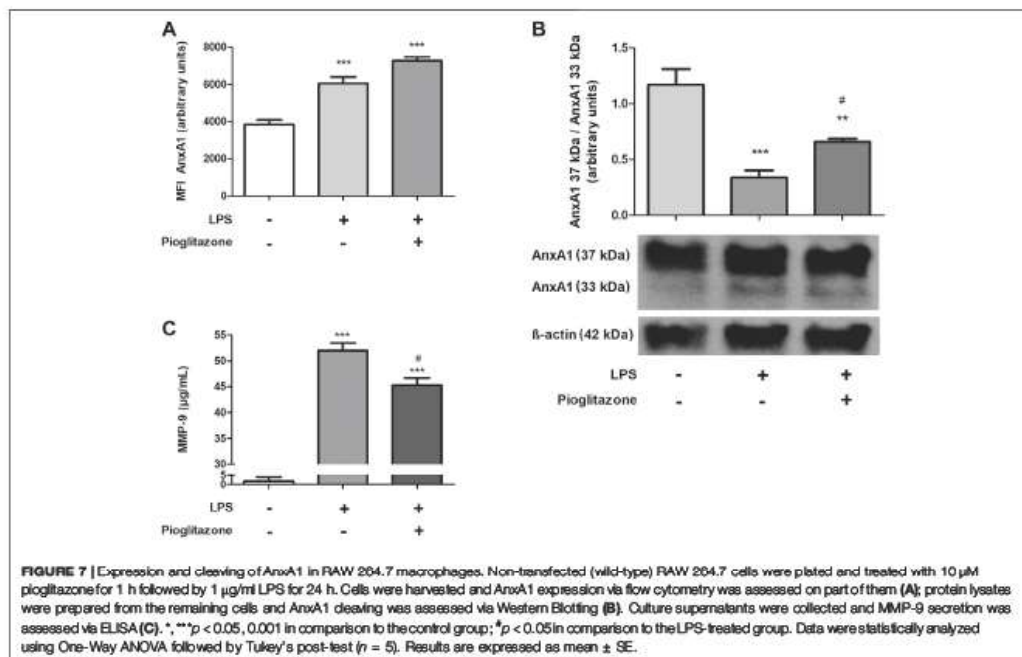 A
MFI AnxA1 (arbitrary units)
8000
6000
4000
2000
0
***
***
LPS - + +
Pioglitazone - - +
B
AnxA1 37 kDa / AnxA1 33 kDa
(arbitrary units)
1.5
1.0
0.5
0.0
***
#
**
AnxA1 (37 kDa)
AnxA1 (33 kDa)
ß-actin (42 kDa)
LPS - + +
Pioglitazone - - +
C
MMP-9 (µg/mL)
55
50
45
40
35
30
5
0
***
#
***
LPS - + +
Pioglitazone - - +
FIGURE 7 | Expression and cleaving of AnxA1 in RAW 264.7 macrophages. Non-transfected (wild-type) RAW 264.7 cells were plated and treated with 10 µM
pioglitazone for 1 h followed by 1 µg/ml LPS for 24 h. Cells were harvested and AnxA1 expression via flow cytometry was assessed on part of them (A); protein lysates
were prepared from the remaining cells and AnxA1 cleaving was assessed via Western Blotting (B). Culture supernatants were collected and MMP-9 secretion was
assessed via ELISA (C). *, ***p < 0.05, 0.001 in comparison to the control group; #p < 0.05 in comparison to the LPS-treated group. Data were statistically analyzed
using One-Way ANOVA followed by Tukey's post-test (n = 5). Results are expressed as mean ± SE.